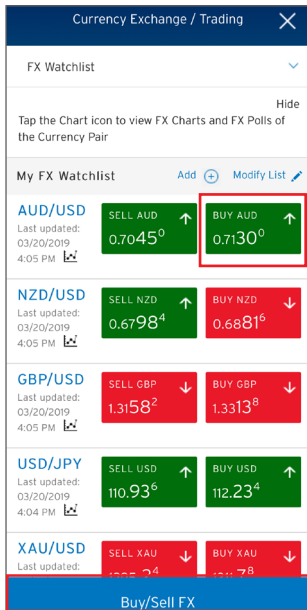 Currency Exchange / Trading
FX Watchlist
Hide
Tap the Chart icon to view FX Charts and FX Polls of
the Currency Pair
My FX Watchlist Add Modify List
AUD/USD
Last updated:
03/20/2019
4:05 PM
SELL AUD
0.7045⁰
BUY AUD
0.7130⁰
NZD/USD
Last updated:
03/20/2019
4:05 PM
SELL NZD
0.6798⁴
BUY NZD
0.6881⁶
GBP/USD
Last updated:
03/20/2019
4:05 PM
SELL GBP
1.3158²
BUY GBP
1.3313⁸
USD/JPY
Last updated:
03/20/2019
4:04 PM
SELL USD
110.93⁶
BUY USD
112.23⁴
XAU/USD
Last updated:
SELL XAU
BUY XAU
Buy/Sell FX